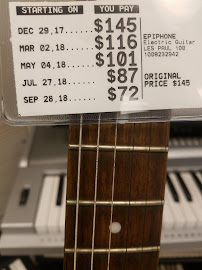 STARTING ON YOU PAY
DEC 29,17......$145
MAR 02,18......$116
MAY 04,18......$101
JUL 27,18......$87
SEP 28,18......$72
EPIPHONE
Electric Guitar
LES PAUL 100
1008232942
ORIGINAL
PRICE $145